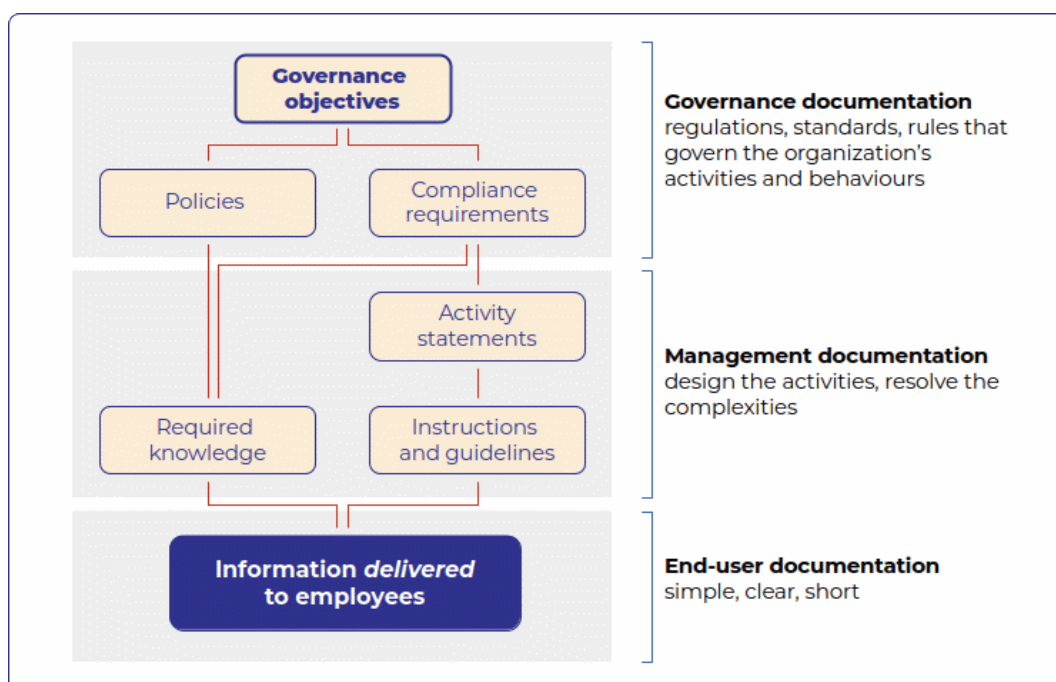 Governance
objectives
Governance documentation
regulations, standards, rules that
govern the organization's
activities and behaviours
Policies
Compliance
requirements
Activity
statements
Management documentation
design the activities, resolve the
complexities
Required
knowledge
Instructions
and guidelines
Information delivered
to employees
End-user documentation
simple, clear, short